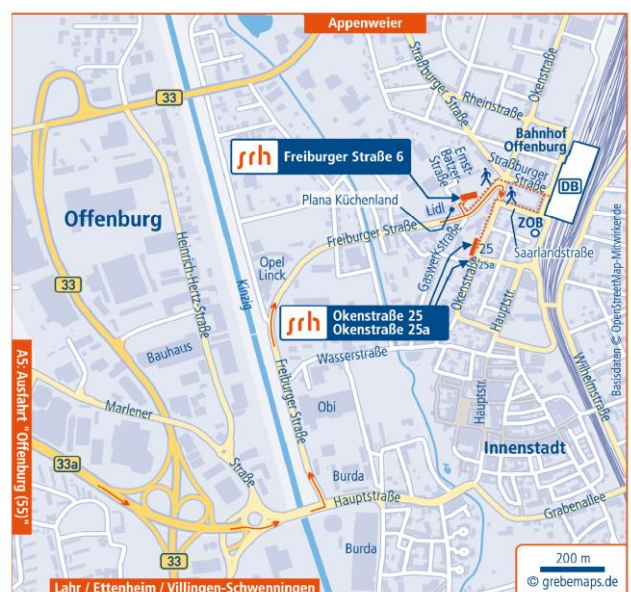 Appenweier
33
Straßburger
Straße
Rheinstraße
Okenstraße
Bahnhof
Offenburg
DB
srh Freiburger Straße 6
Ernst-
Batzer-
Straße
Straßburger
Straße
Plana Küchenland
Lidl
ZOB
Saarlandstraße
Offenburg
Heinrich-Hertz-Straße
Kinzig
Freiburger Straße
Gaswerkstraße
25
25a
Okenstraße
Hauptstr.
Opel
Linck
33
srh Okenstraße 25
Okenstraße 25a
Bauhaus
Freiburger Straße
Wasserstraße
Wilhelmstraße
Marlener
Straße
Obi
Hauptstr.
Innenstadt
A5: Ausfahrt "Offenburg (55)"
33a
Burda
Hauptstraße
Grabenallee
Burda
33
Lahr / Ettenheim / Villingen-Schwenningen
200 m
© grebemaps.de
Basisdaten © OpenStreetMap-Mitwirkende